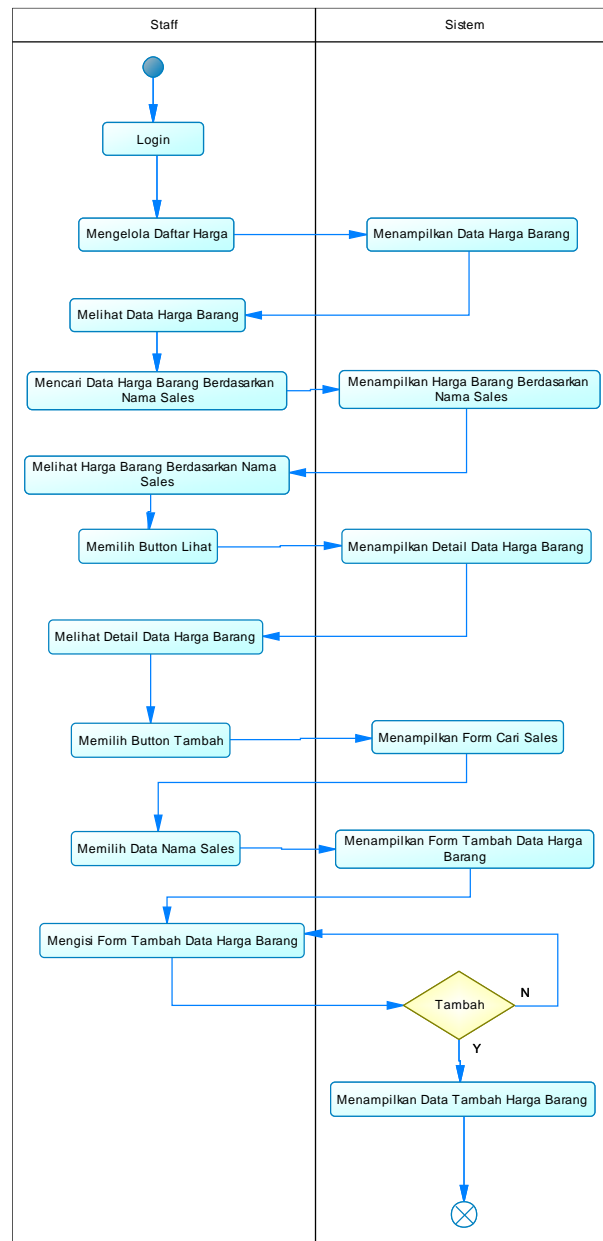 Staff
Sistem
Login
Mengelola Daftar Harga
Menampilkan Data Harga Barang
Melihat Data Harga Barang
Mencari Data Harga Barang Berdasarkan
Nama Sales
Menampilkan Harga Barang Berdasarkan
Nama Sales
Melihat Harga Barang Berdasarkan Nama
Sales
Memilih Button Lihat
Menampilkan Detail Data Harga Barang
Melihat Detail Data Harga Barang
Memilih Button Tambah
Menampilkan Form Cari Sales
Memilih Data Nama Sales
Menampilkan Form Tambah Data Harga
Barang
Mengisi Form Tambah Data Harga Barang
Tambah
N
Y
Menampilkan Data Tambah Harga Barang